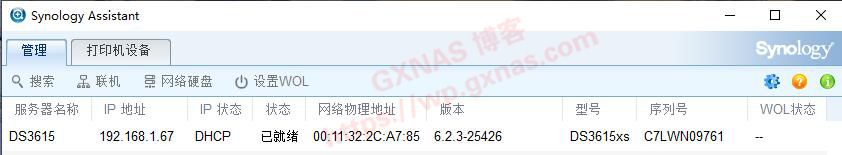 Synology Assistant
管理 打印机设备 Synology
搜索 联机 网络硬盘 设置WOL
服务器名称 IP 地址 IP 状态 状态 网络物理地址 版本 型号 序列号 WOL状态
DS3615 192.168.1.67 DHCP 已就绪 00:11:32:2C:A7:85 6.2.3-25426 DS3615xs C7LWN09761 --
GXNAS 博客
https://wp.gxnas.com